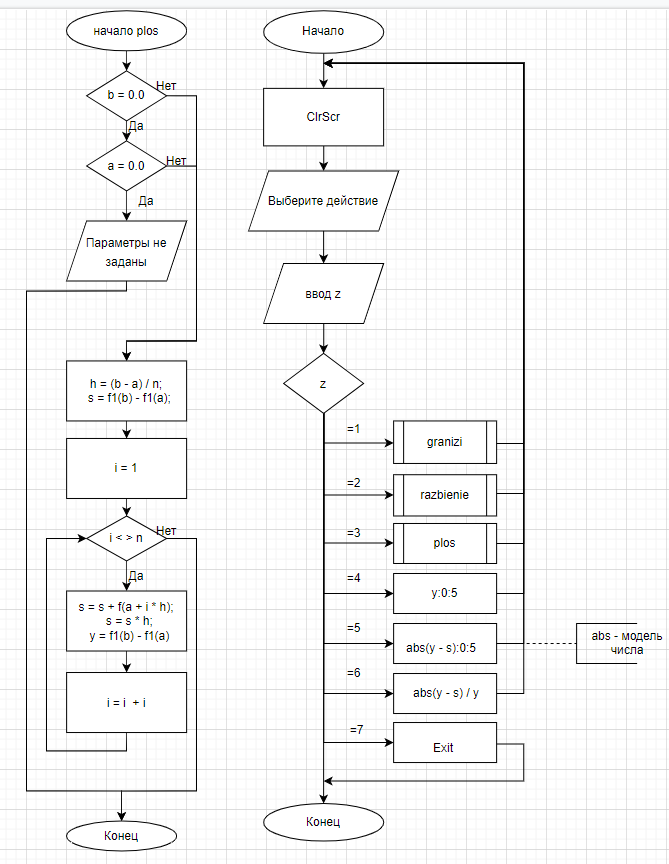 начало plos
b = 0.0
Нет
Да
a = 0.0
Нет
Да
Параметры не
заданы
h = (b - a) / n;
s = f1(b) - f1(a);
i = 1
i < > n
Нет
Да
s = s + f(a + i * h);
s = s * h;
y = f1(b) - f1(a)
i = i + i
Конец
Начало
ClrScr
Выберите действие
ввод z
z
=1
granizi
=2
razbienie
=3
plos
=4
y:0:5
=5
abs(y - s):0:5
abs - модель
числа
=6
abs(y - s) / y
=7
Exit
Конец